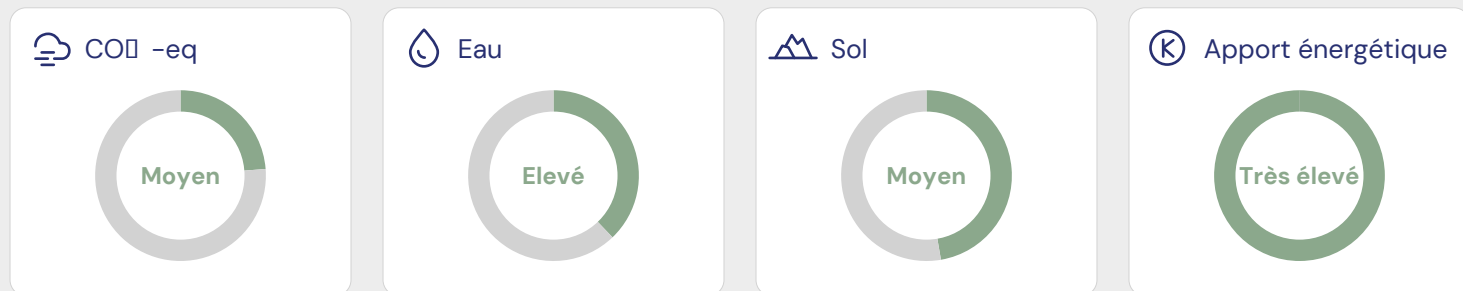 CO▯ -eq
Eau
Sol
Apport énergétique
Moyen
Elevé
Moyen
Très élevé